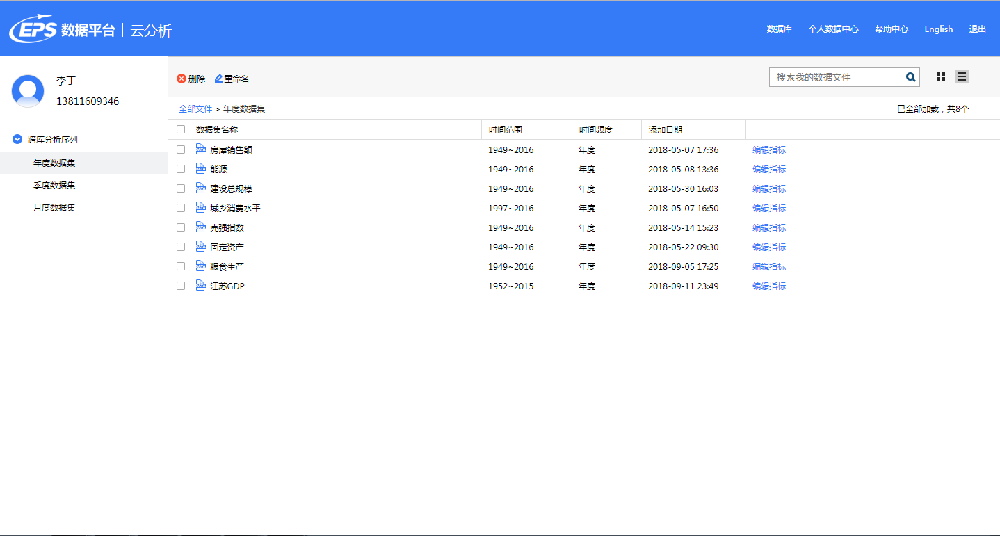 EPS 数据平台 云分析
数据库 个人数据中心 帮助中心 English 退出
李丁
13811609346
跨库分析序列
年度数据集
季度数据集
月度数据集
删除 重命名
搜索我的数据文件
全部文件 > 年度数据集
已全部加载，共8个
数据集名称 时间范围 时间频度 添加日期
房屋销售额 1949~2016 年度 2018-05-07 17:36 编辑指标
能源 1949~2016 年度 2018-05-08 13:36 编辑指标
建设总规模 1949~2016 年度 2018-05-30 16:03 编辑指标
城乡消费水平 1997~2016 年度 2018-05-07 16:50 编辑指标
克强指数 1949~2016 年度 2018-05-14 15:23 编辑指标
固定资产 1949~2016 年度 2018-05-22 09:30 编辑指标
粮食生产 1949~2016 年度 2018-09-05 17:25 编辑指标
江苏GDP 1952~2015 年度 2018-09-11 23:49 编辑指标